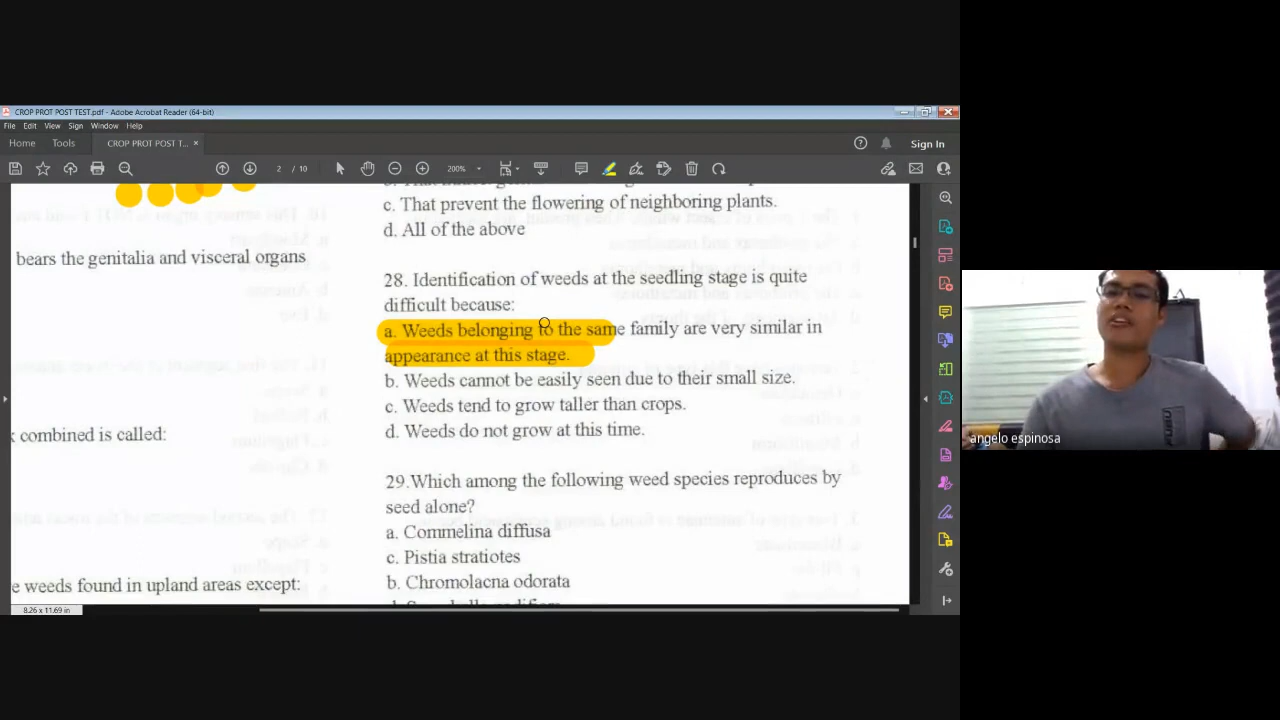 CROP PROT POST TEST.pdf - Adobe Acrobat Reader (64-bit)
File Edit View Sign Window Help
Home Tools CROP PROT POST T... × Sign In
2 / 10 200%
c. That prevent the flowering of neighboring plants.
d. All of the above
bears the genitalia and visceral organs
28. Identification of weeds at the seedling stage is quite
difficult because:
a. Weeds belonging to the same family are very similar in
appearance at this stage.
b. Weeds cannot be easily seen due to their small size.
c. Weeds tend to grow taller than crops.
d. Weeds do not grow at this time.
combined is called:
29.Which among the following weed species reproduces by
seed alone?
a. Commelina diffusa
c. Pistia stratiotes
b. Chromolacna odorata
e weeds found in upland areas except:
8.26 x 11.69 in
angelo espinosa